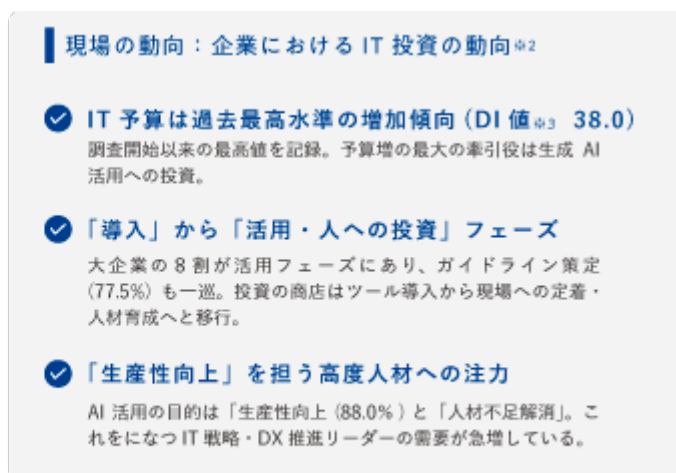 現場の動向：企業における IT 投資の動向※2
IT 予算は過去最高水準の増加傾向（DI 値※3 38.0）
調査開始以来の最高値を記録。予算増の最大の牽引役は生成 AI
活用への投資。
「導入」から「活用・人への投資」フェーズ
大企業の 8 割が活用フェーズにあり、ガイドライン策定
(77.5%) も一巡。投資の商店はツール導入から現場への定着・
人材育成へと移行。
「生産性向上」を担う高度人材への注力
AI 活用の目的は「生産性向上 (88.0% ) と「人材不足解消」。こ
れをになつ IT 戦略・DX 推進リーダーの需要が急増している。